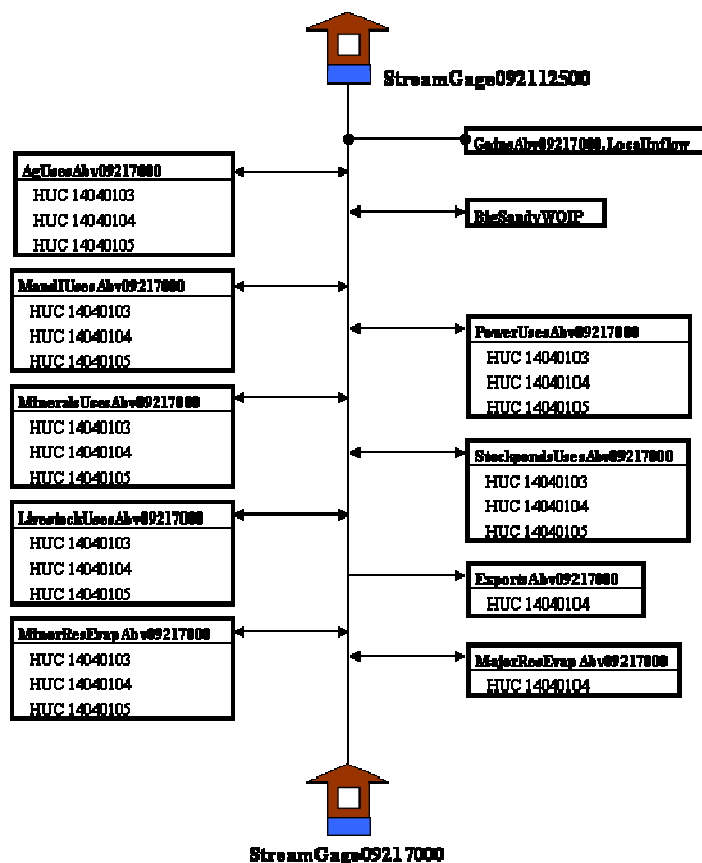 StreamGage092112500
GainsAbv09217000.LocalInflow
AgUsesAbv09217000
HUC 14040103
HUC 14040104
HUC 14040105
BigSandyWOIP
MandIUsesAbv09217000
HUC 14040103
HUC 14040104
HUC 14040105
PowerUsesAbv09217000
HUC 14040103
HUC 14040104
HUC 14040105
MineralsUsesAbv09217000
HUC 14040103
HUC 14040104
HUC 14040105
StockpondsUsesAbv09217000
HUC 14040103
HUC 14040104
HUC 14040105
LivestockUsesAbv09217000
HUC 14040103
HUC 14040104
HUC 14040105
ExportsAbv09217000
HUC 14040104
MinorResEvapAbv09217000
HUC 14040103
HUC 14040104
HUC 14040105
MajorResEvapAbv09217000
HUC 14040104
StreamGage09217000